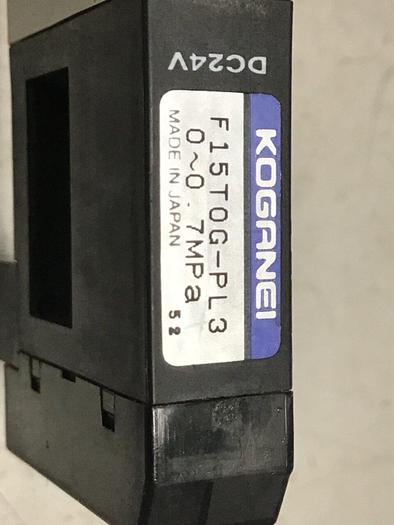 DC24V
KOGANEI
F15T0G-PL3
0~0.7MPa
MADE IN JAPAN 52